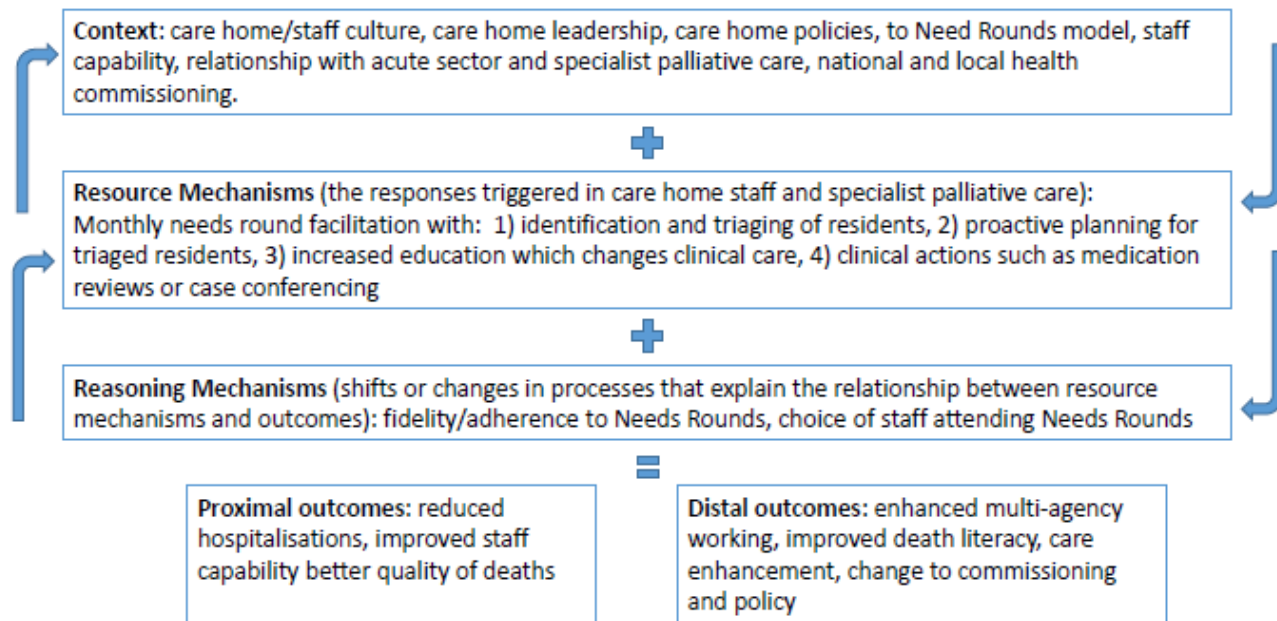 Context: care home/staff culture, care home leadership, care home policies, to Need Rounds model, staff
capability, relationship with acute sector and specialist palliative care, national and local health
commissioning.
Resource Mechanisms (the responses triggered in care home staff and specialist palliative care):
Monthly needs round facilitation with: 1) identification and triaging of residents, 2) proactive planning for
triaged residents, 3) increased education which changes clinical care, 4) clinical actions such as medication
reviews or case conferencing
Reasoning Mechanisms (shifts or changes in processes that explain the relationship between resource
mechanisms and outcomes): fidelity/adherence to Needs Rounds, choice of staff attending Needs Rounds
Proximal outcomes: reduced
hospitalisations, improved staff
capability better quality of deaths
Distal outcomes: enhanced multi-agency
working, improved death literacy, care
enhancement, change to commissioning
and policy